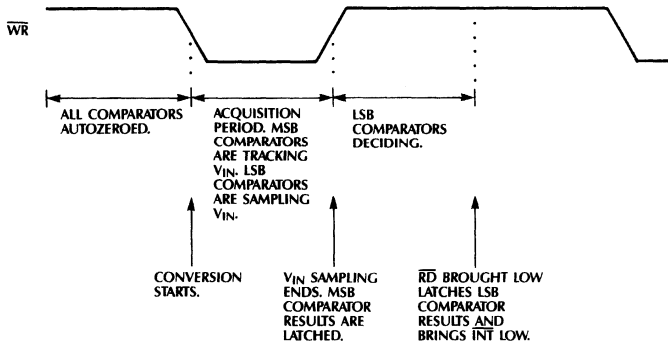 WR
ALL COMPARATORS
AUTOZEROED.
ACQUISITION
PERIOD. MSB
COMPARATORS
ARE TRACKING
VIN. LSB
COMPARATORS
ARE SAMPLING
VIN.
LSB
COMPARATORS
DECIDING.
CONVERSION
STARTS.
VIN SAMPLING
ENDS. MSB
COMPARATOR
RESULTS ARE
LATCHED.
RD BROUGHT LOW
LATCHES LSB
COMPARATOR
RESULTS AND
BRINGS INT LOW.